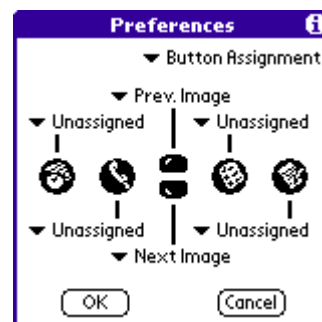 Preferences
Button Assignment
Prev. Image
Unassigned Unassigned
Unassigned Unassigned
Next Image
OK Cancel